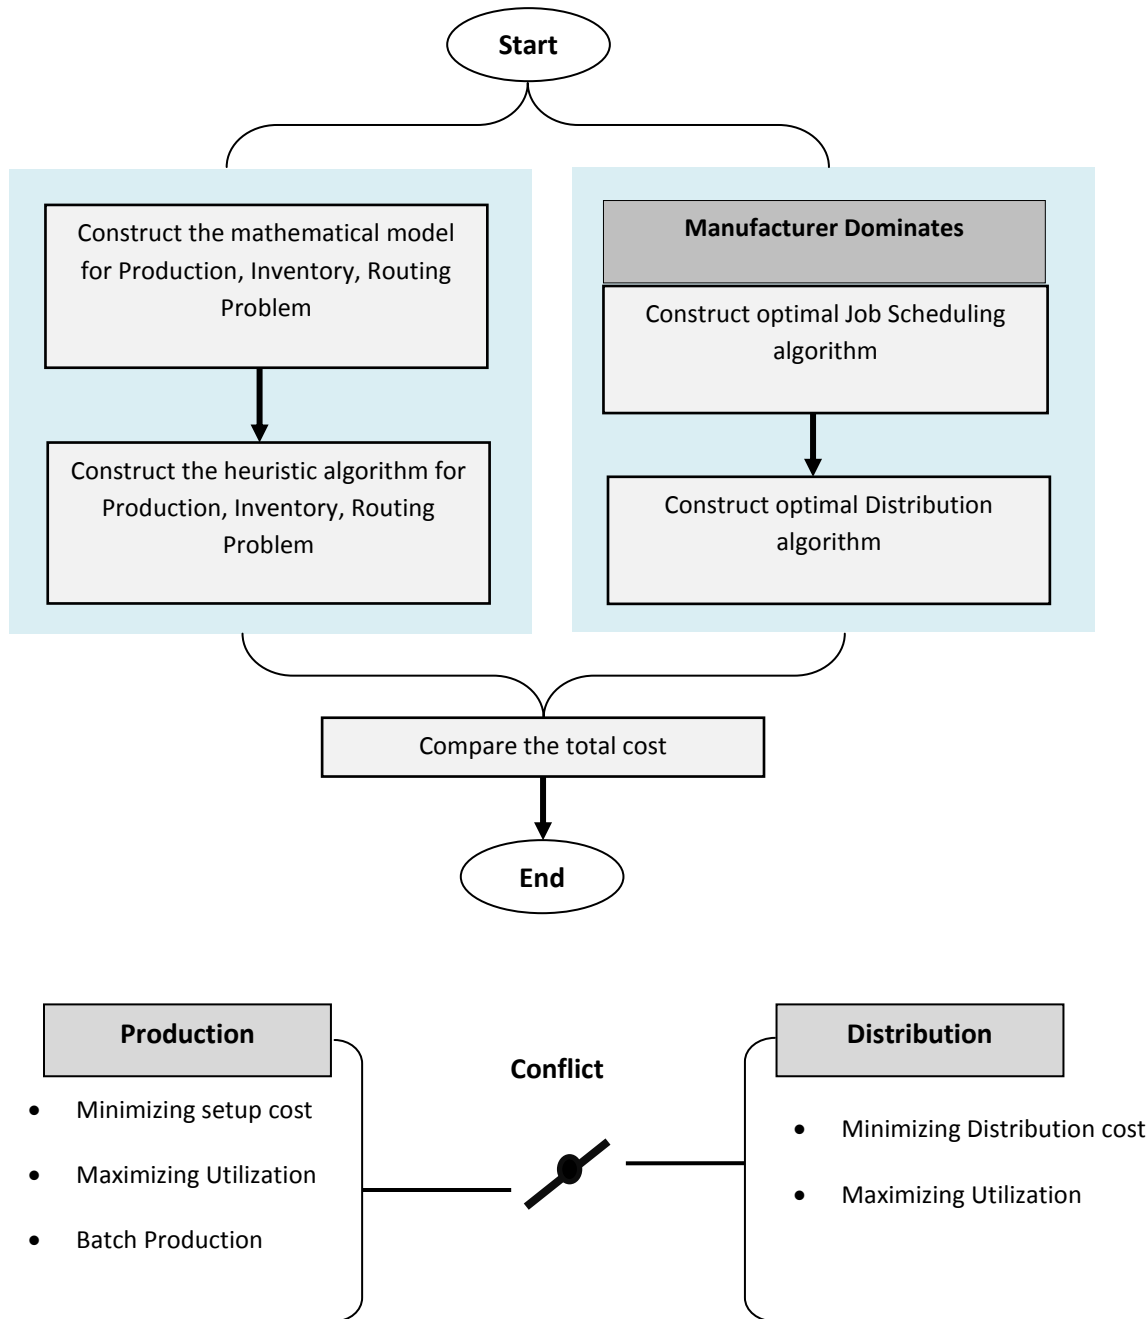 Start
Construct the mathematical model
for Production, Inventory, Routing
Problem
Construct the heuristic algorithm for
Production, Inventory, Routing
Problem
Manufacturer Dominates
Construct optimal Job Scheduling
algorithm
Construct optimal Distribution
algorithm
Compare the total cost
End
Production
• Minimizing setup cost
• Maximizing Utilization
• Batch Production
Conflict
Distribution
• Minimizing Distribution cost
• Maximizing Utilization